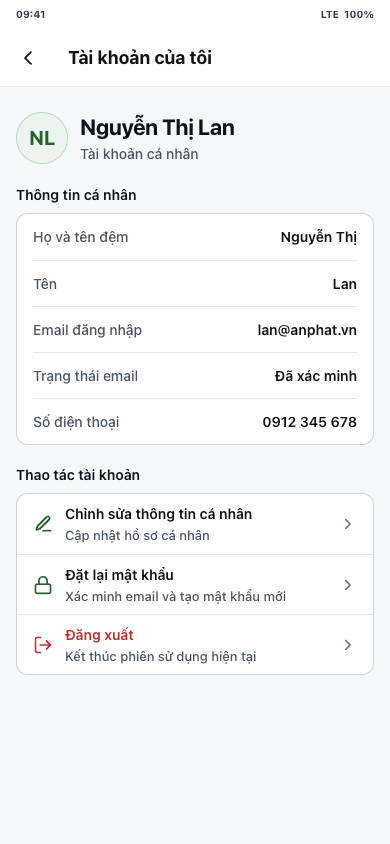 09:41 LTE 100%
Tài khoản của tôi
NL
Nguyễn Thị Lan
Tài khoản cá nhân
Thông tin cá nhân
Họ và tên đệm Nguyễn Thị
Tên Lan
Email đăng nhập lan@anphat.vn
Trạng thái email Đã xác minh
Số điện thoại 0912 345 678
Thao tác tài khoản
Chỉnh sửa thông tin cá nhân
Cập nhật hồ sơ cá nhân
Đặt lại mật khẩu
Xác minh email và tạo mật khẩu mới
Đăng xuất
Kết thúc phiên sử dụng hiện tại